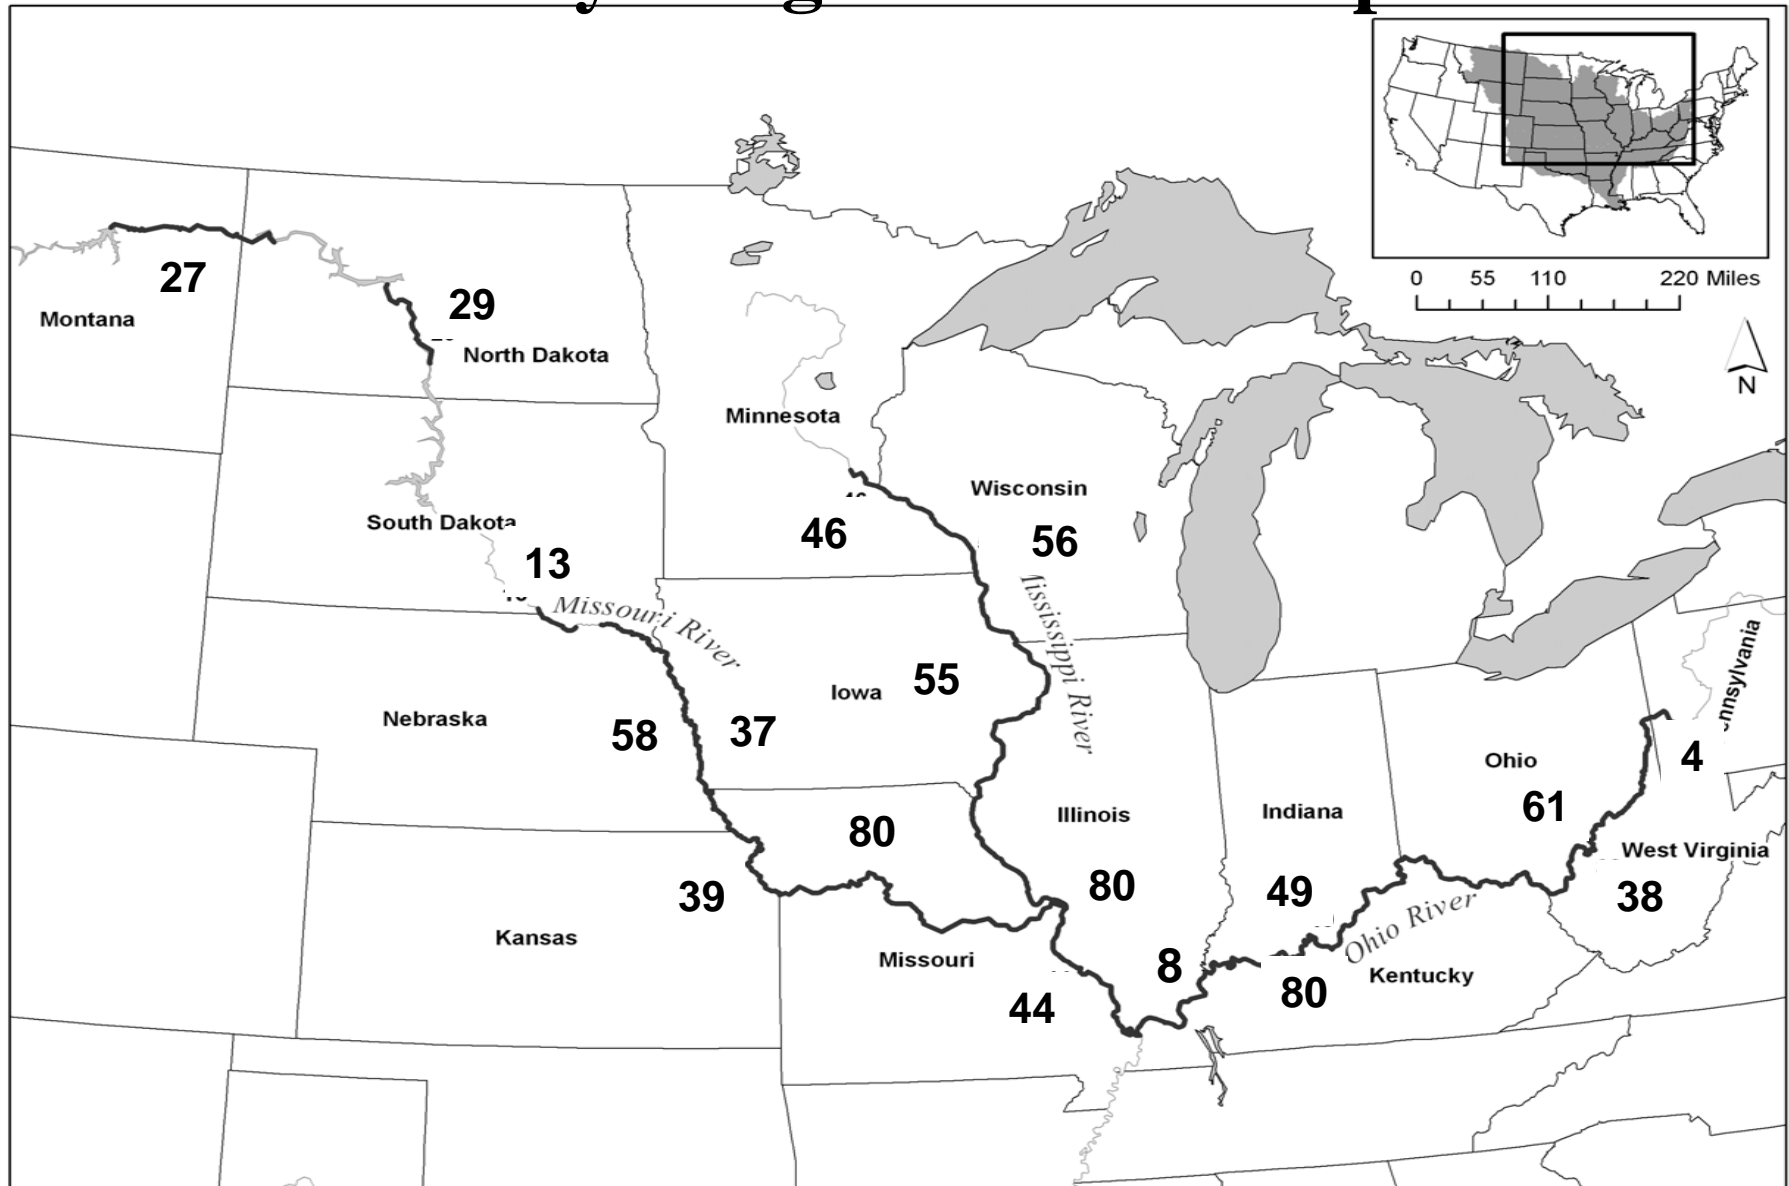 0 55 110 220 Miles
N
27
Montana
29
North Dakota
Minnesota
Wisconsin
46
56
South Dakota
13
Missouri River
Mississippi River
Iowa 55
Nebraska
58
37
Ohio
61
4
Illinois
Indiana
80
West Virginia
39
80
49
38
Ohio River
Kansas
Missouri
8
Kentucky
44
80